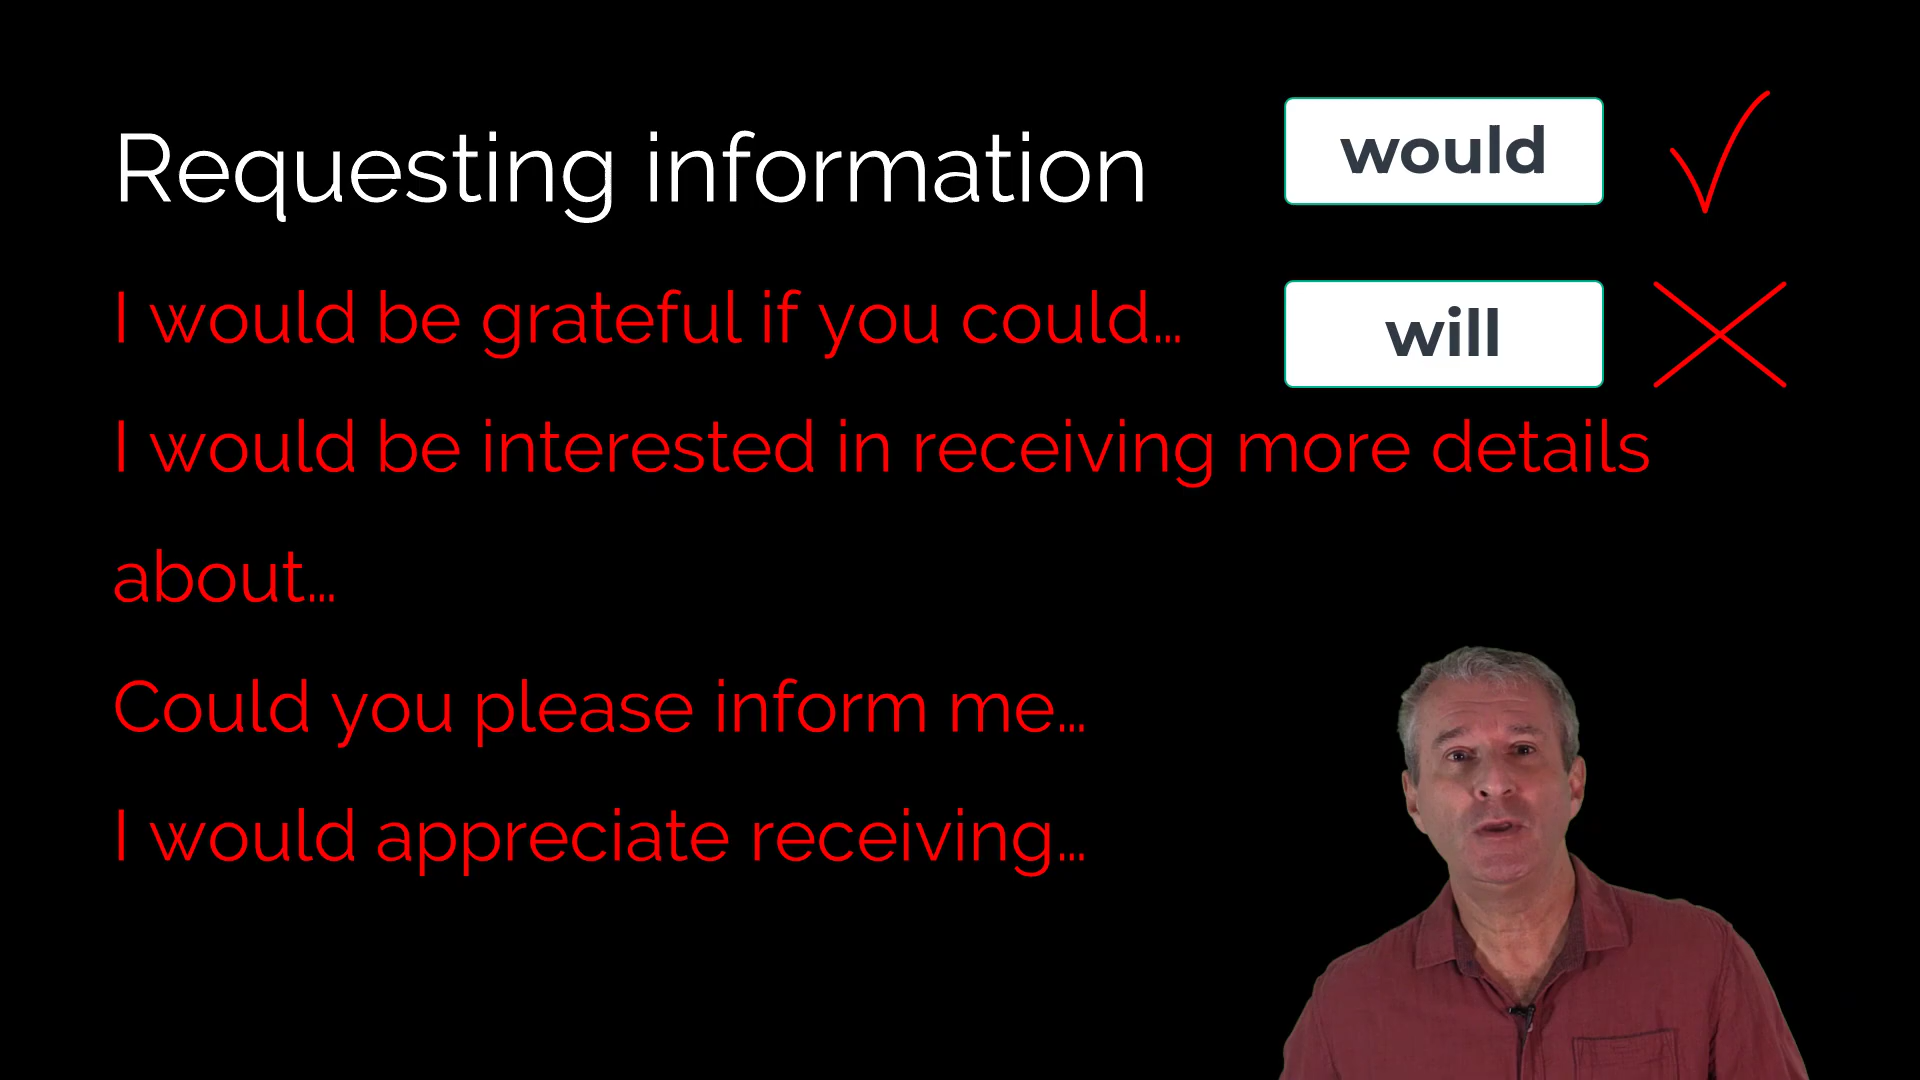 Requesting information
would
I would be grateful if you could...
will
I would be interested in receiving more details
about...
Could you please inform me...
I would appreciate receiving...